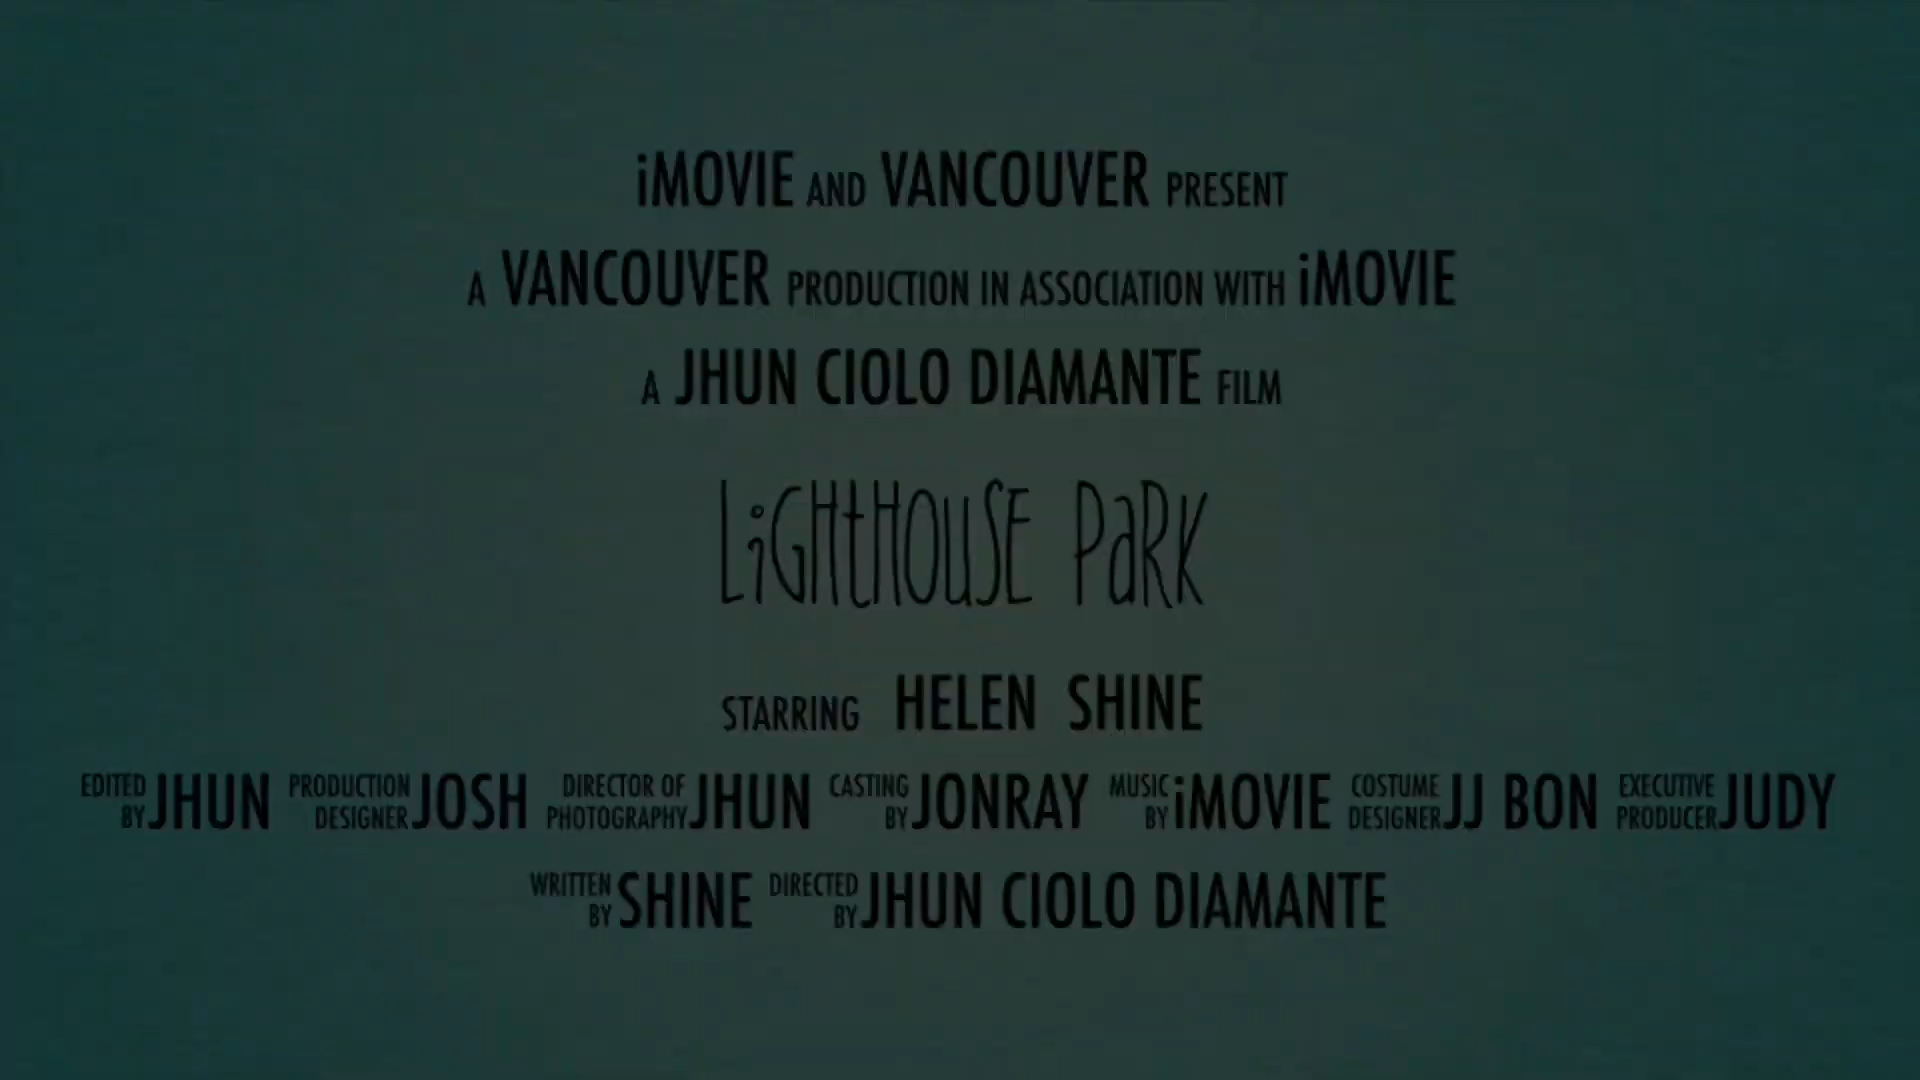 iMOVIE AND VANCOUVER PRESENT
A VANCOUVER PRODUCTION IN ASSOCIATION WITH iMOVIE
A JHUN CIOLO DIAMANTE FILM
LiGHtHOuSE PaRK
STARRING HELEN SHINE
EDITED BY JHUN PRODUCTION DESIGNER JOSH DIRECTOR OF PHOTOGRAPHY JHUN CASTING BY JONRAY MUSIC BY iMOVIE COSTUME DESIGNER JJ BON EXECUTIVE PRODUCER JUDY
WRITTEN BY SHINE DIRECTED BY JHUN CIOLO DIAMANTE